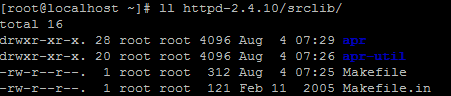 [root@localhost ~]# ll httpd-2.4.10/srclib/
total 16
drwxr-xr-x. 28 root root 4096 Aug  4 07:29 apr
drwxr-xr-x. 20 root root 4096 Aug  4 07:26 apr-util
-rw-r--r--.  1 root root  312 Aug  4 07:25 Makefile
-rw-r--r--.  1 root root  121 Feb 11  2005 Makefile.in